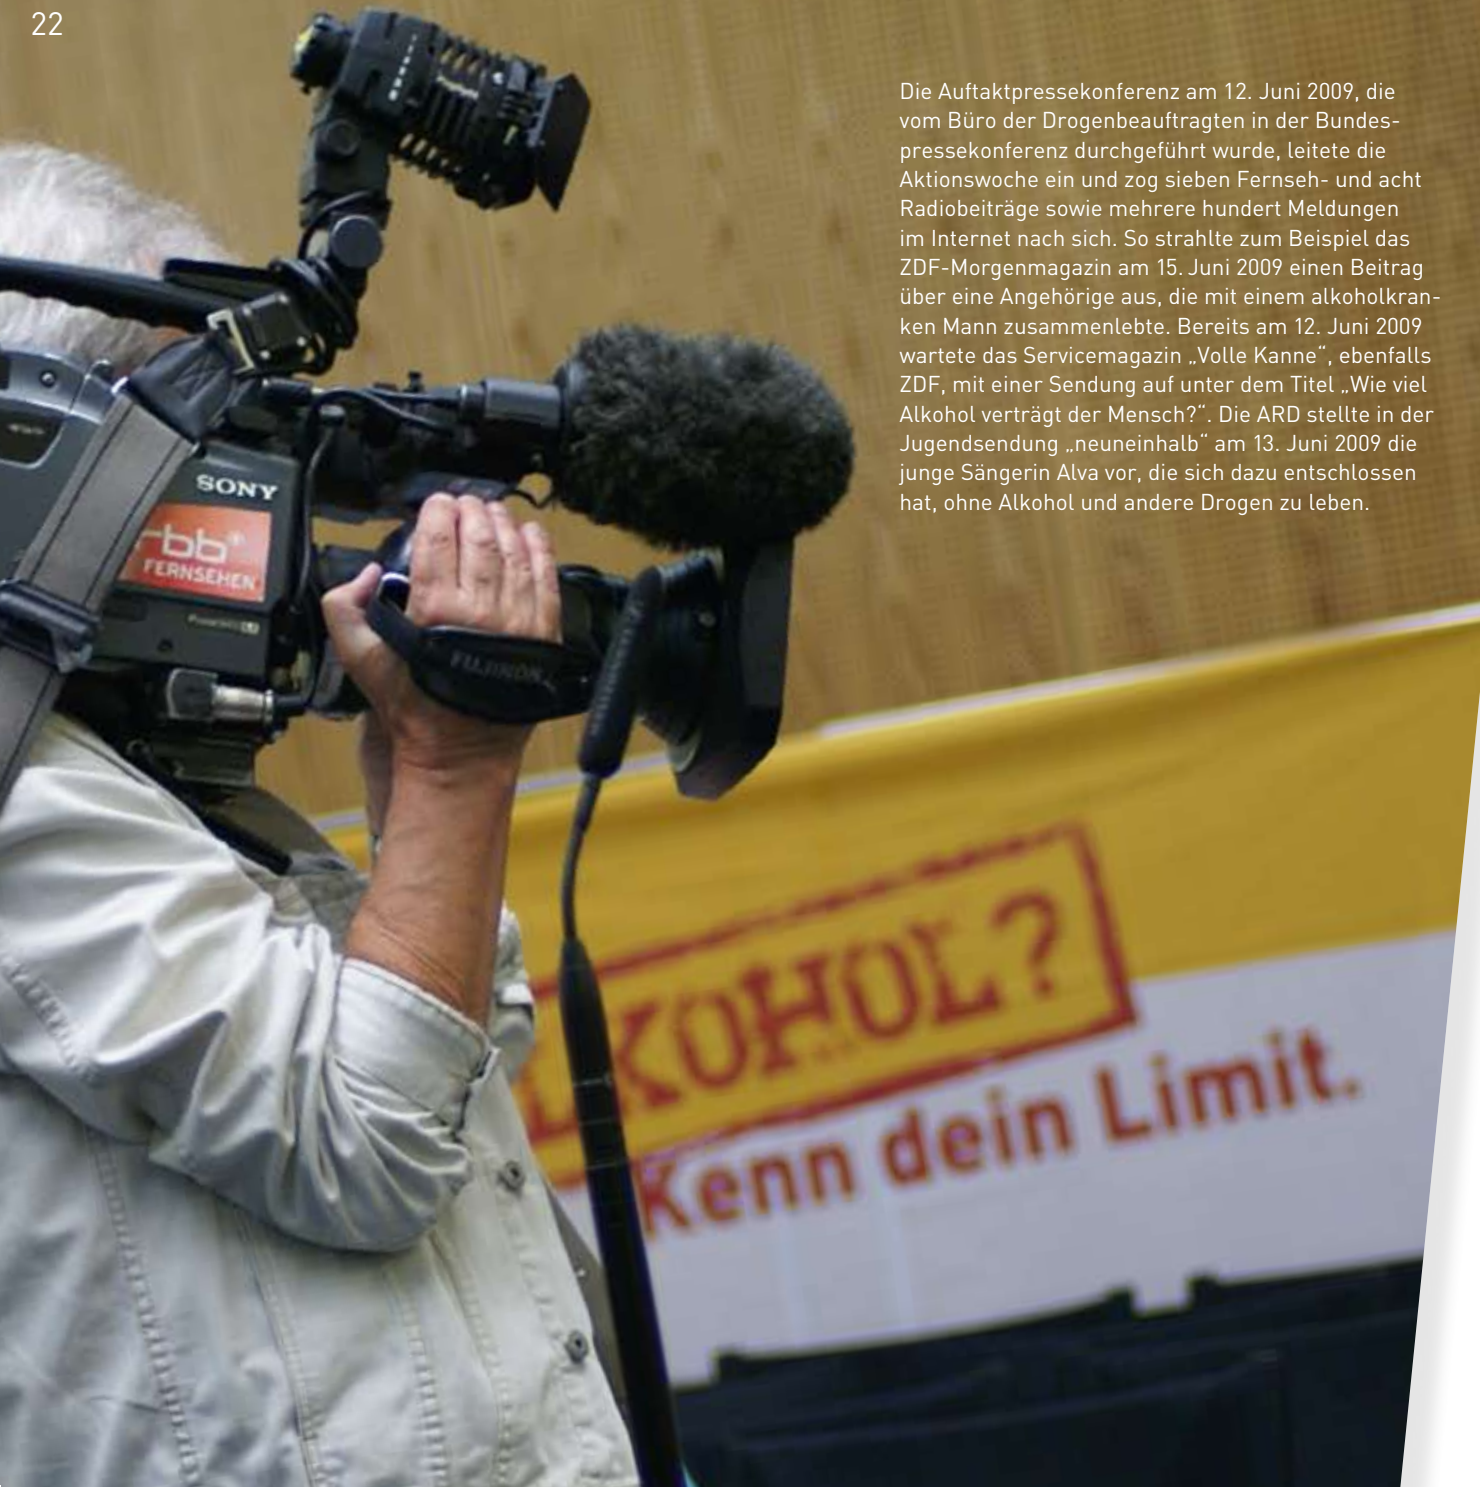 22
Die Auftaktpressekonferenz am 12. Juni 2009, die
vom Büro der Drogenbeauftragten in der Bundes-
pressekonferenz durchgeführt wurde, leitete die
Aktionswoche ein und zog sieben Fernseh- und acht
Radiobeiträge sowie mehrere hundert Meldungen
im Internet nach sich. So strahlte zum Beispiel das
ZDF-Morgenmagazin am 15. Juni 2009 einen Beitrag
über eine Angehörige aus, die mit einem alkoholkran-
ken Mann zusammenlebte. Bereits am 12. Juni 2009
wartete das Servicemagazin „Volle Kanne“, ebenfalls
ZDF, mit einer Sendung auf unter dem Titel „Wie viel
Alkohol verträgt der Mensch?“. Die ARD stellte in der
Jugendsendung „neuneinhalb“ am 13. Juni 2009 die
junge Sängerin Alva vor, die sich dazu entschlossen
hat, ohne Alkohol und andere Drogen zu leben.
SONY
rbb
FERNSEHEN
FUJINON
LKOHOL?
Kenn dein Limit.